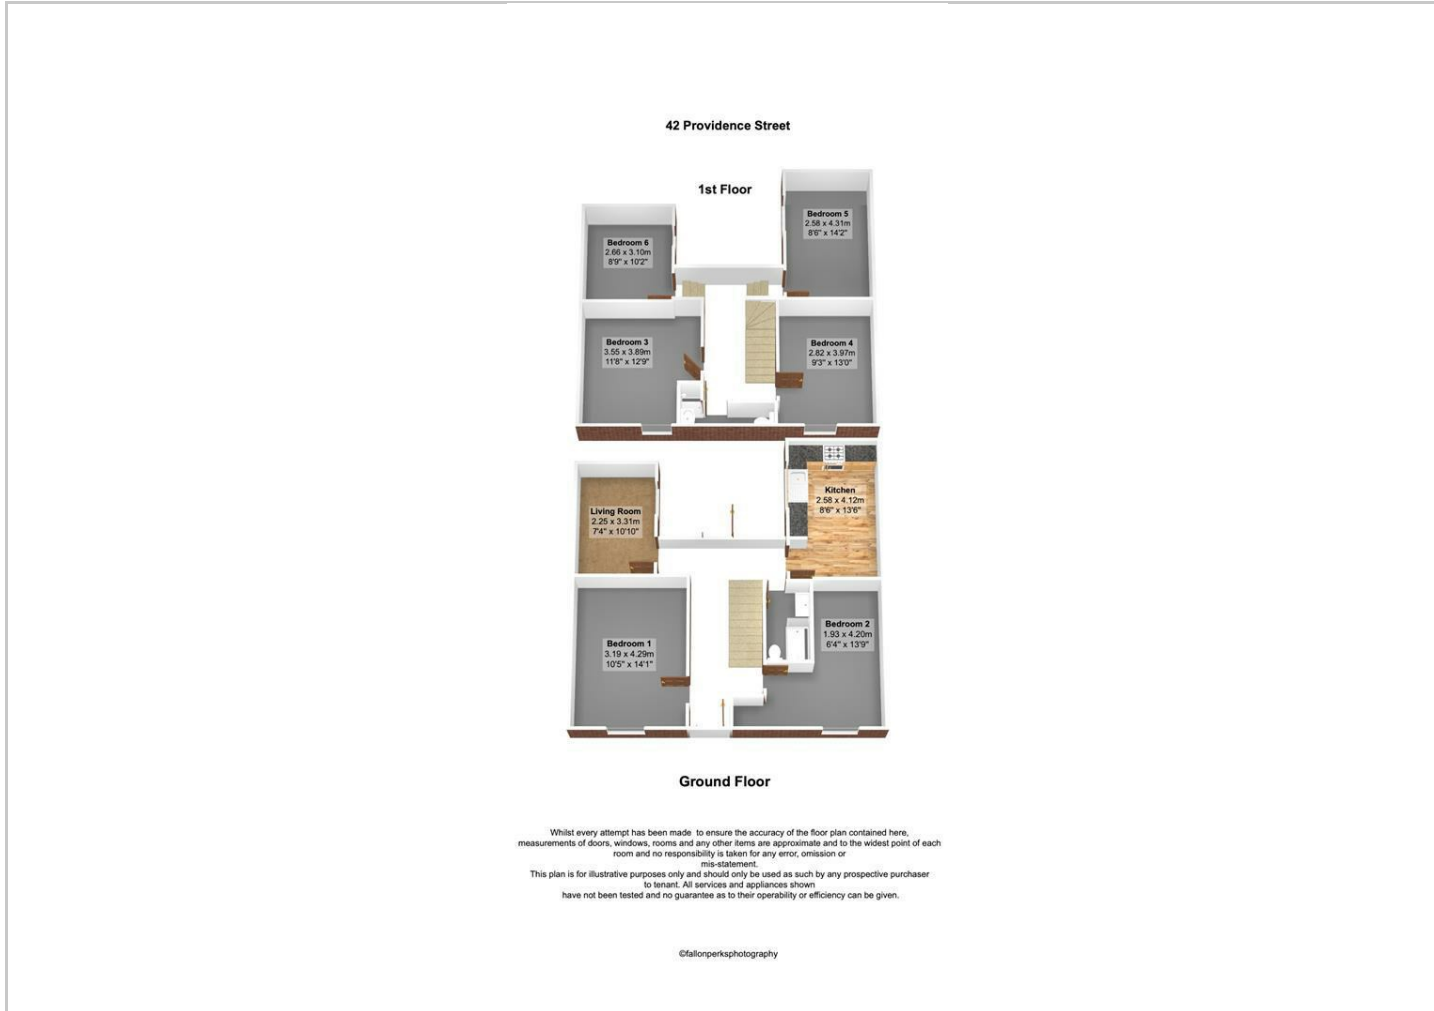 42 Providence Street
1st Floor
Bedroom 5
2.58 x 4.31m
8'6" x 14'2"
Bedroom 6
2.66 x 3.10m
8'9" x 10'2"
Bedroom 3
3.55 x 3.89m
11'8" x 12'9"
Bedroom 4
2.82 x 3.97m
9'3" x 13'0"
Kitchen
2.58 x 4.12m
8'6" x 13'6"
Living Room
2.25 x 3.31m
7'4" x 10'10"
Bedroom 2
1.93 x 4.20m
6'4" x 13'9"
Bedroom 1
3.19 x 4.29m
10'5" x 14'1"
Ground Floor
Whilst every attempt has been made to ensure the accuracy of the floor plan contained here,
measurements of doors, windows, rooms and any other items are approximate and to the widest point of each
room and no responsibility is taken for any error, omission or
mis-statement.
This plan is for illustrative purposes only and should only be used as such by any prospective purchaser
to tenant. All services and appliances shown
have not been tested and no guarantee as to their operability or efficiency can be given.
©fallonperksphotography